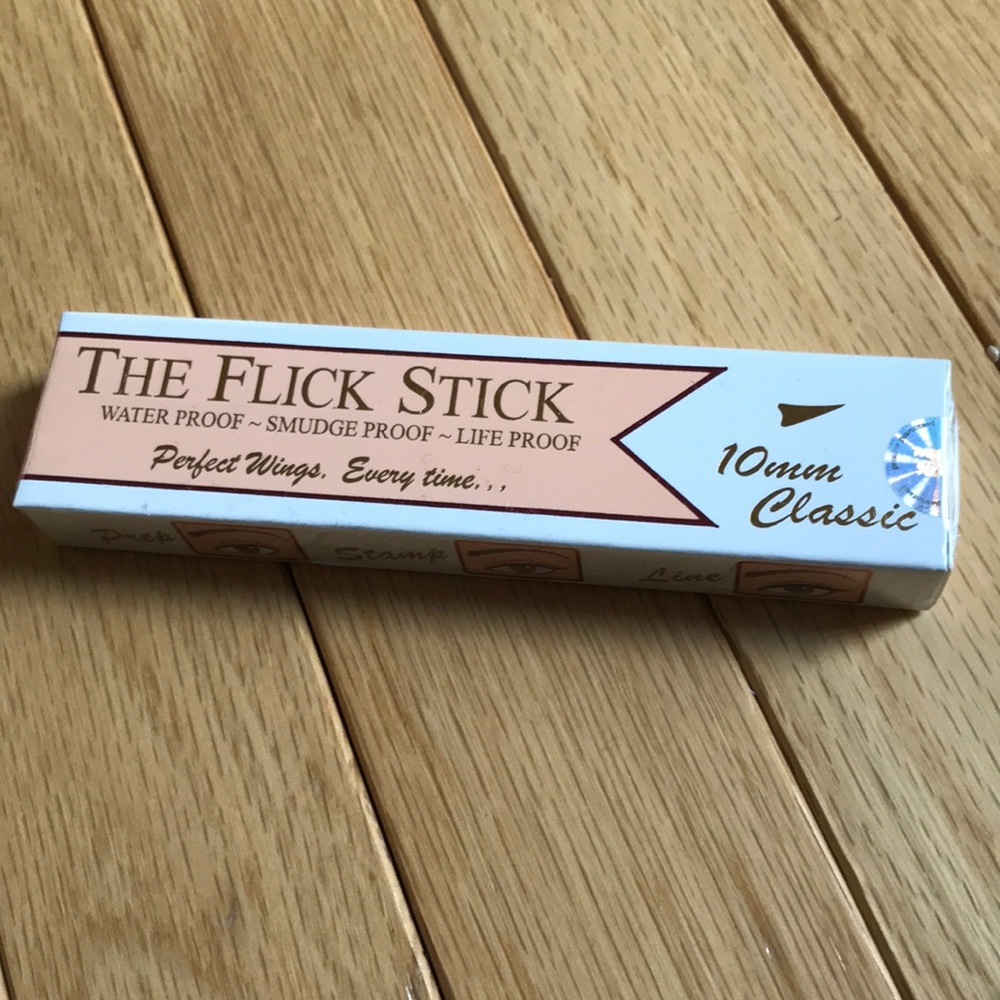 THE FLICK STICK
WATER PROOF ~ SMUDGE PROOF ~ LIFE PROOF
Perfect Wings. Every time...
10mm
Classic
Prep
Stamp
Line